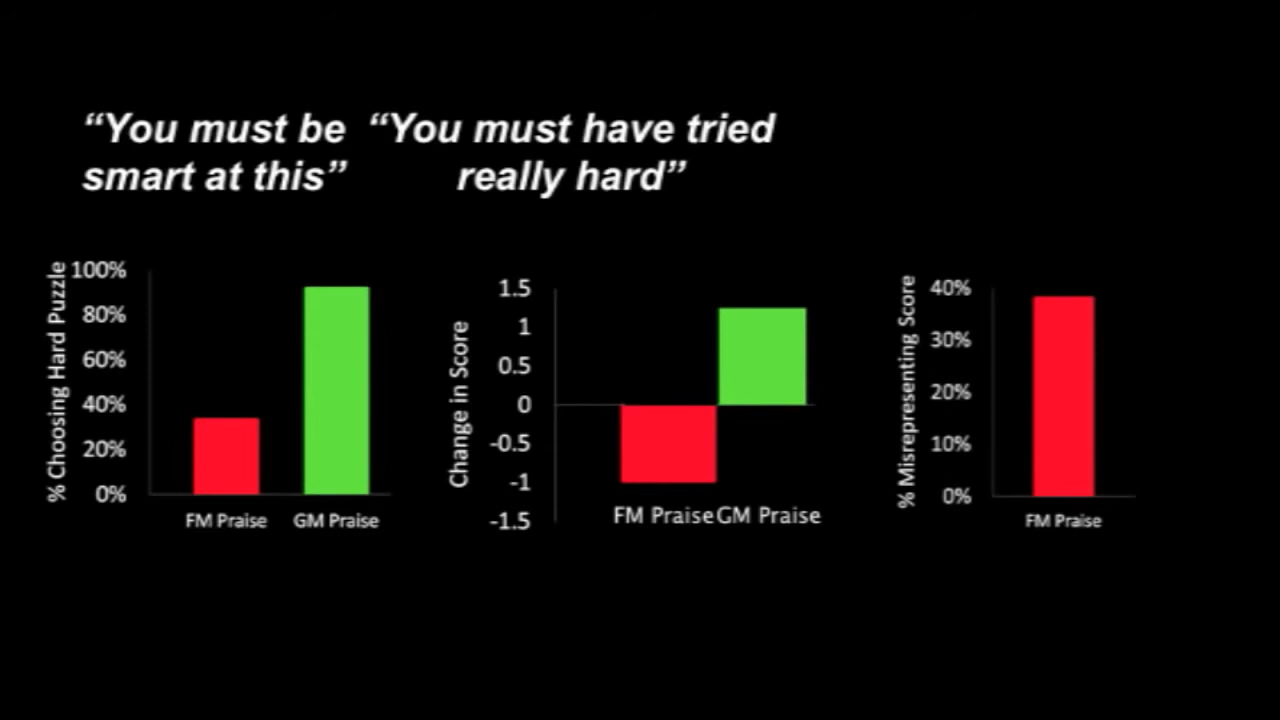 “You must be
smart at this”
“You must have tried
really hard”
% Choosing Hard Puzzle
100%
80%
60%
40%
20%
0%
FM Praise GM Praise
Change in Score
1.5
1
0.5
0
-0.5
-1
-1.5
FM Praise GM Praise
% Misrepresenting Score
40%
30%
20%
10%
0%
FM Praise